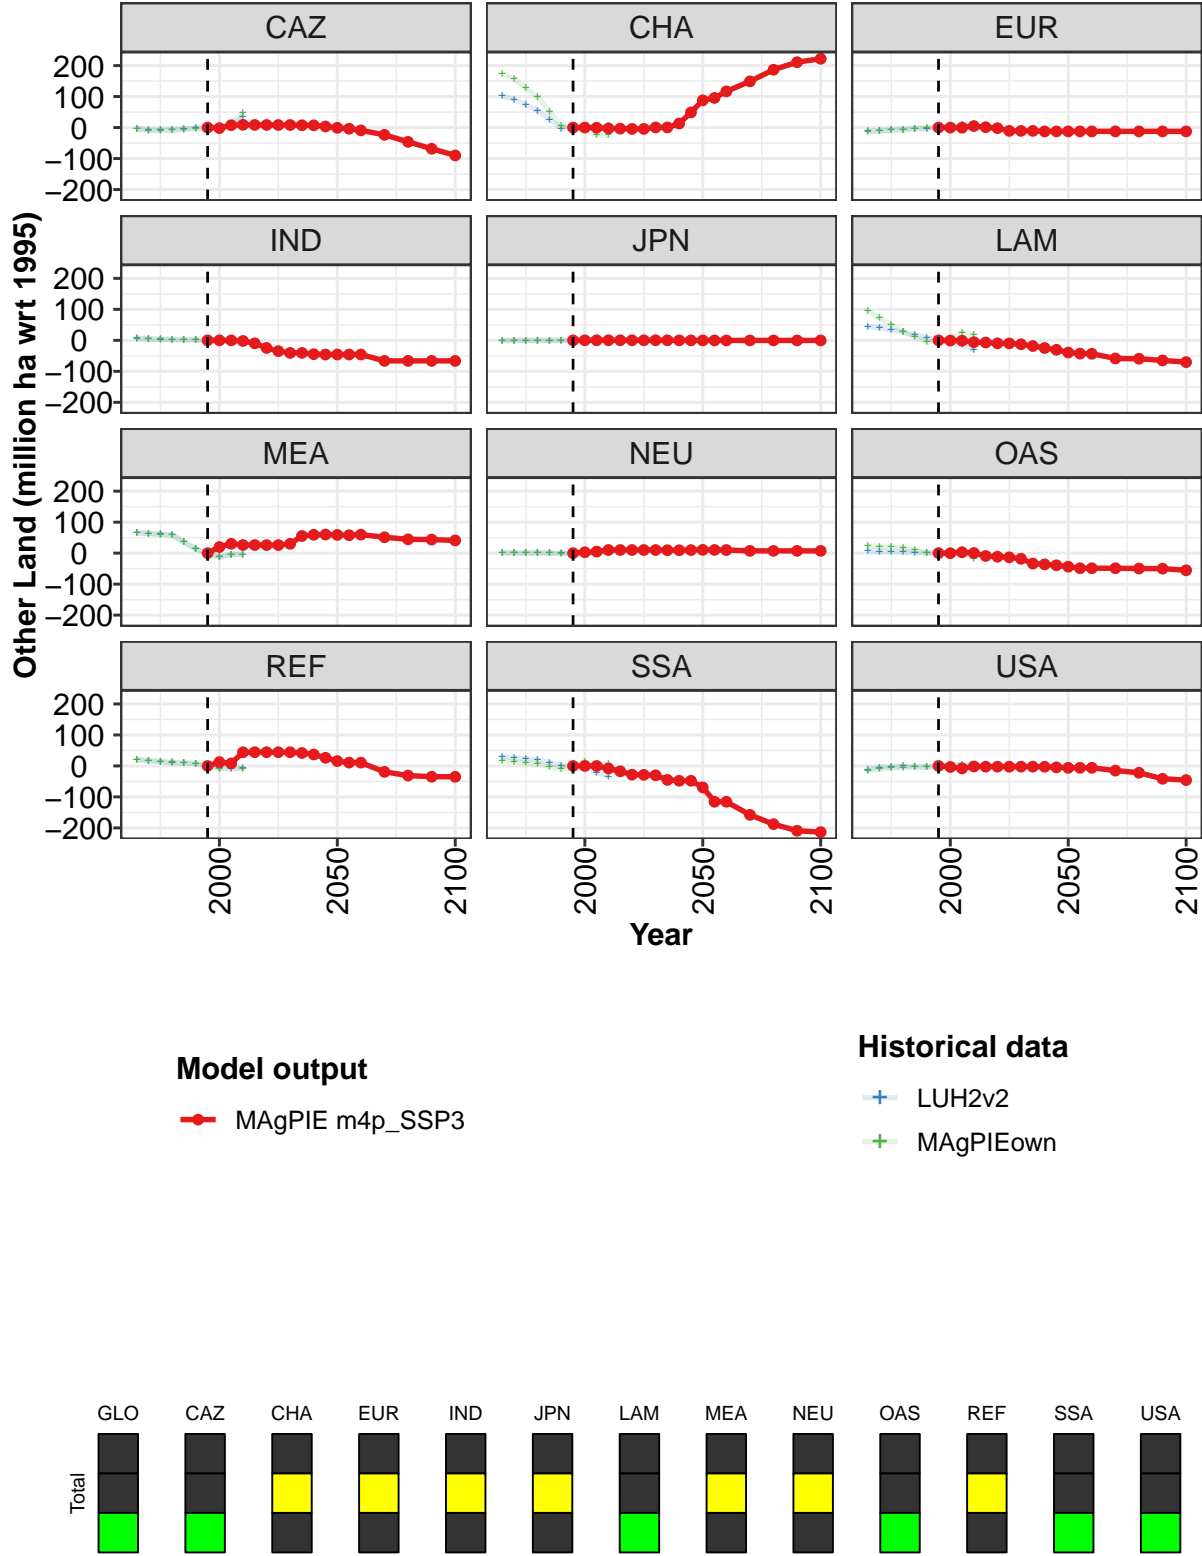 CAZ CHA EUR
200
100
0
−100
−200
IND JPN LAM
200
100
0
−100
−200
MEA NEU OAS
200
100
0
−100
−200
REF SSA USA
200
100
0
−100
−200
Other Land (million ha wrt 1995)
2000 2050 2100 2000 2050 2100 2000 2050 2100
Year
Model output
MAgPIE m4p_SSP3
Historical data
LUH2v2
MAgPIEown
GLO CAZ CHA EUR IND JPN LAM MEA NEU OAS REF SSA USA
Total